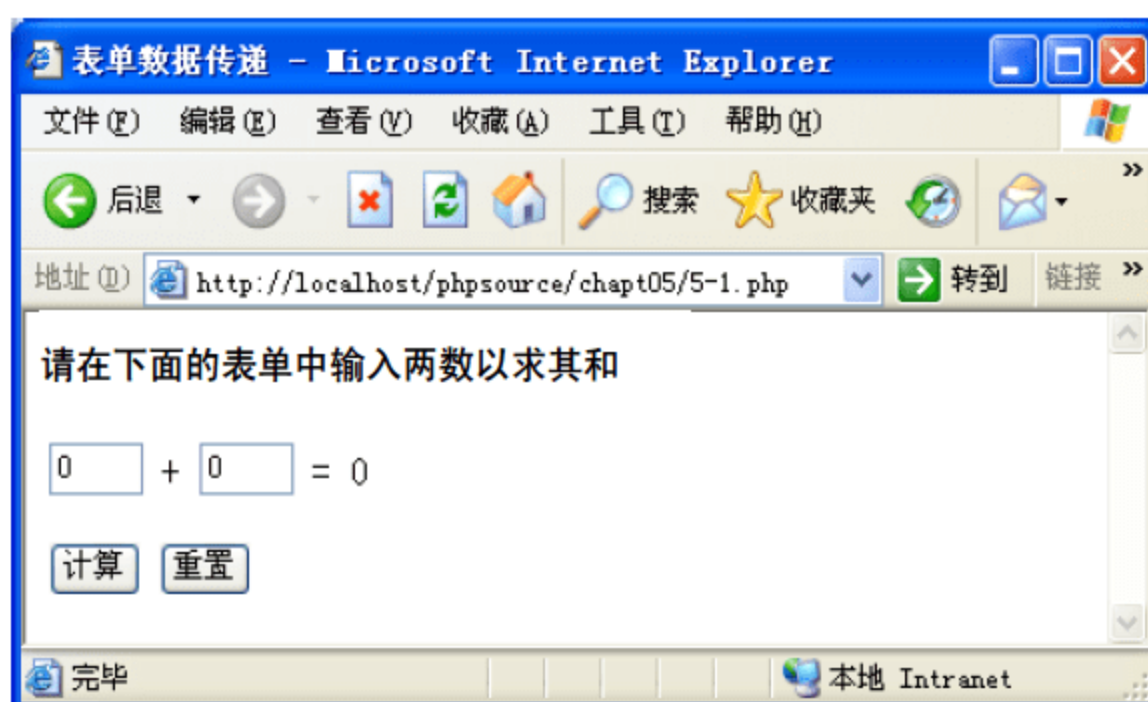 表单数据传递 - Microsoft Internet Explorer
文件(F) 编辑(E) 查看(V) 收藏(A) 工具(T) 帮助(H)
后退 搜索 收藏夹 »
地址(D) http://localhost/phpsource/chapt05/5-1.php 转到 链接 »
请在下面的表单中输入两数以求其和
0 + 0 = 0
计算 重置
完毕 本地 Intranet